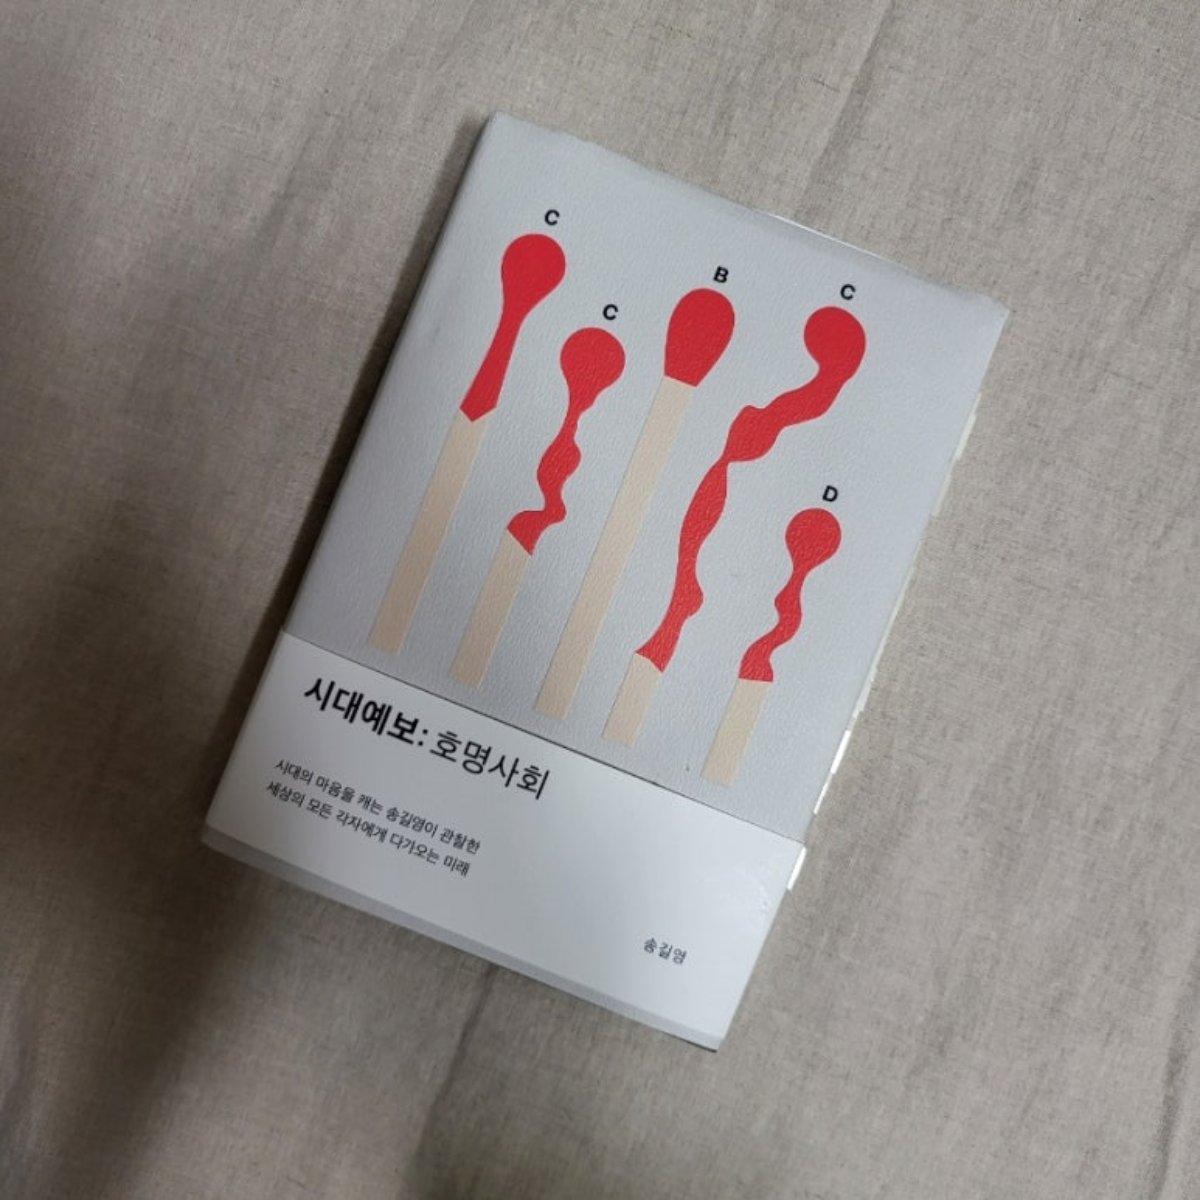 C
C
B
C
D
시대예보: 호명사회
시대의 마음을 캐는 송길영이 관찰한
세상의 모든 각자에게 다가오는 미래
송길영